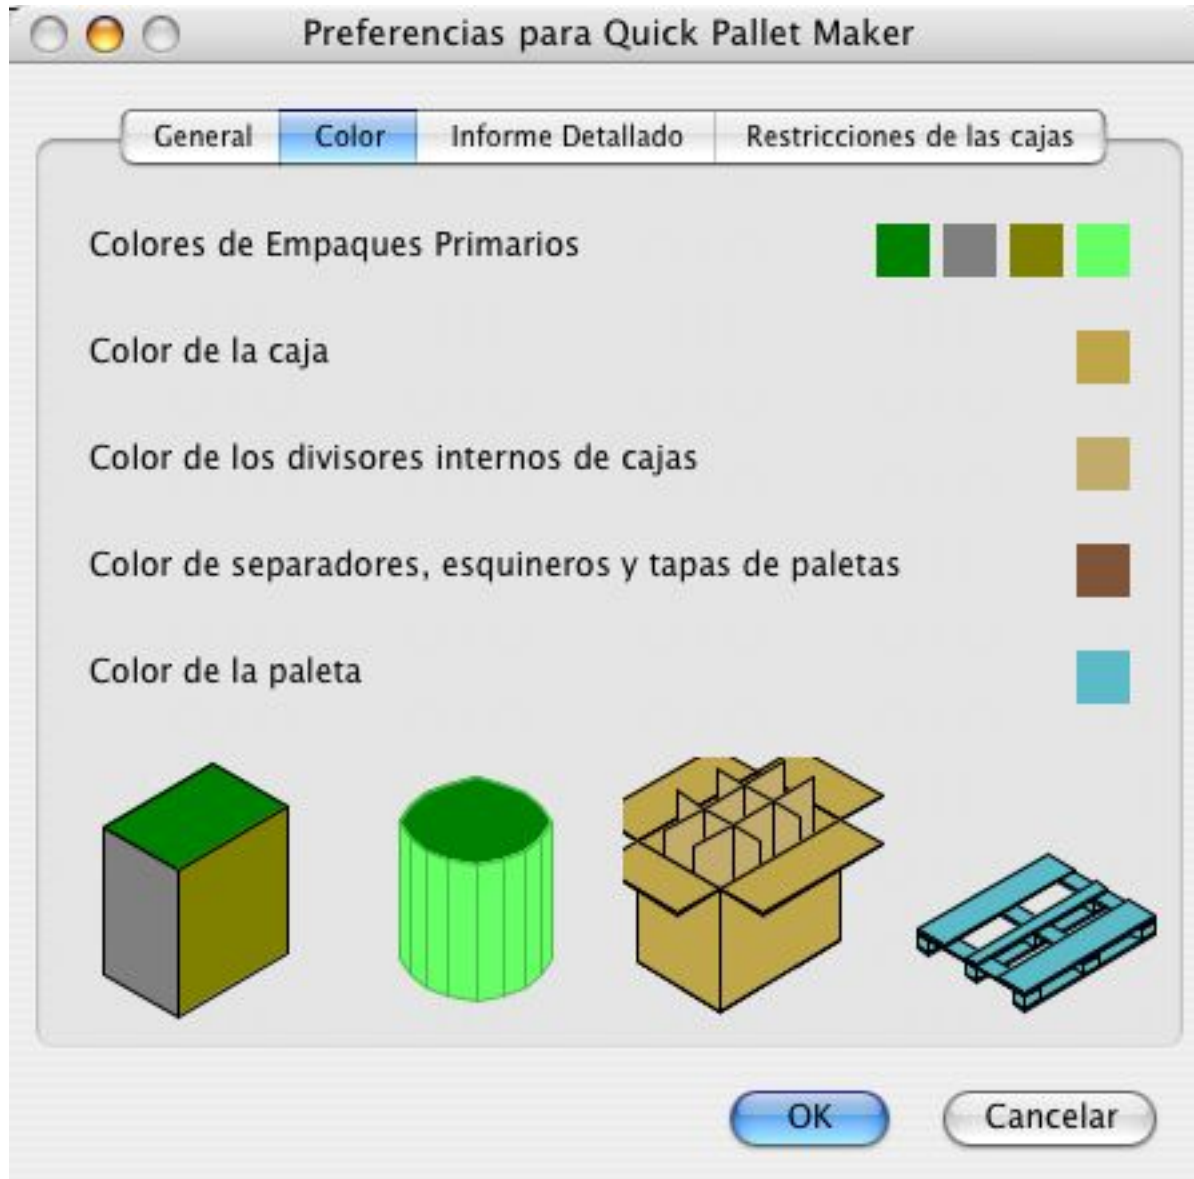 Preferencias para Quick Pallet Maker
General Color Informe Detallado Restricciones de las cajas
Colores de Empaques Primarios
Color de la caja
Color de los divisores internos de cajas
Color de separadores, esquineros y tapas de paletas
Color de la paleta
OK Cancelar